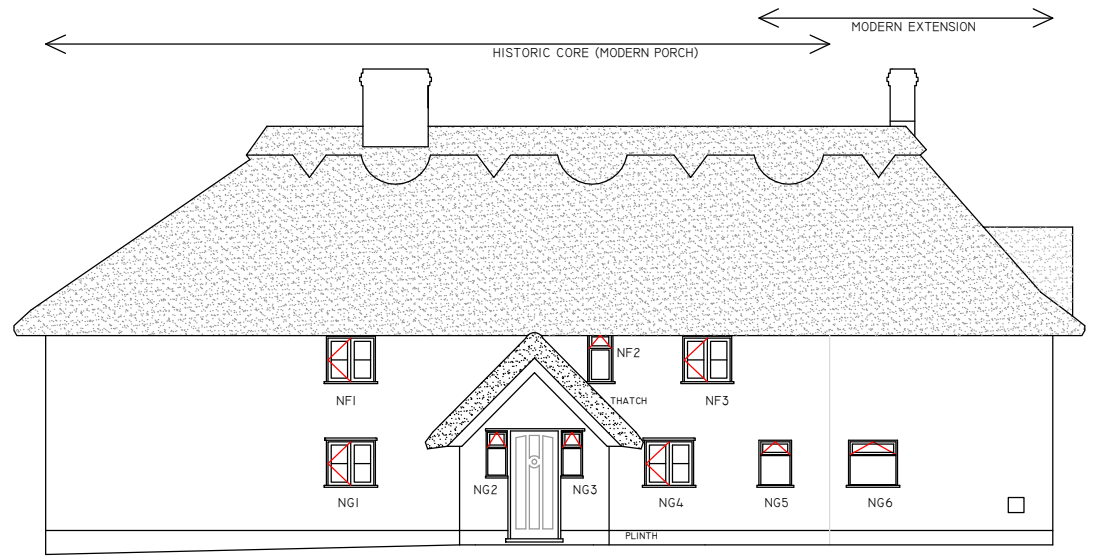 MODERN EXTENSION
HISTORIC CORE (MODERN PORCH)
NF2
NF1
THATCH
NF3
NG2
NG3
NG1
NG4
NG5
NG6
PLINTH